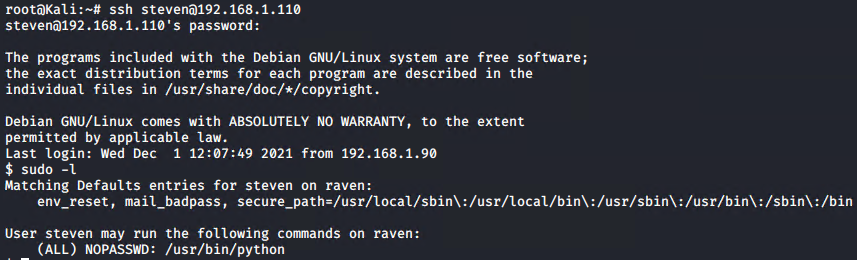 root@Kali:~# ssh steven@192.168.1.110
steven@192.168.1.110's password:

The programs included with the Debian GNU/Linux system are free software;
the exact distribution terms for each program are described in the
individual files in /usr/share/doc/*/copyright.

Debian GNU/Linux comes with ABSOLUTELY NO WARRANTY, to the extent
permitted by applicable law.
Last login: Wed Dec  1 12:07:49 2021 from 192.168.1.90
$ sudo -l
Matching Defaults entries for steven on raven:
    env_reset, mail_badpass, secure_path=/usr/local/sbin\:/usr/local/bin\:/usr/sbin\:/usr/bin\:/sbin\:/bin

User steven may run the following commands on raven:
    (ALL) NOPASSWD: /usr/bin/python